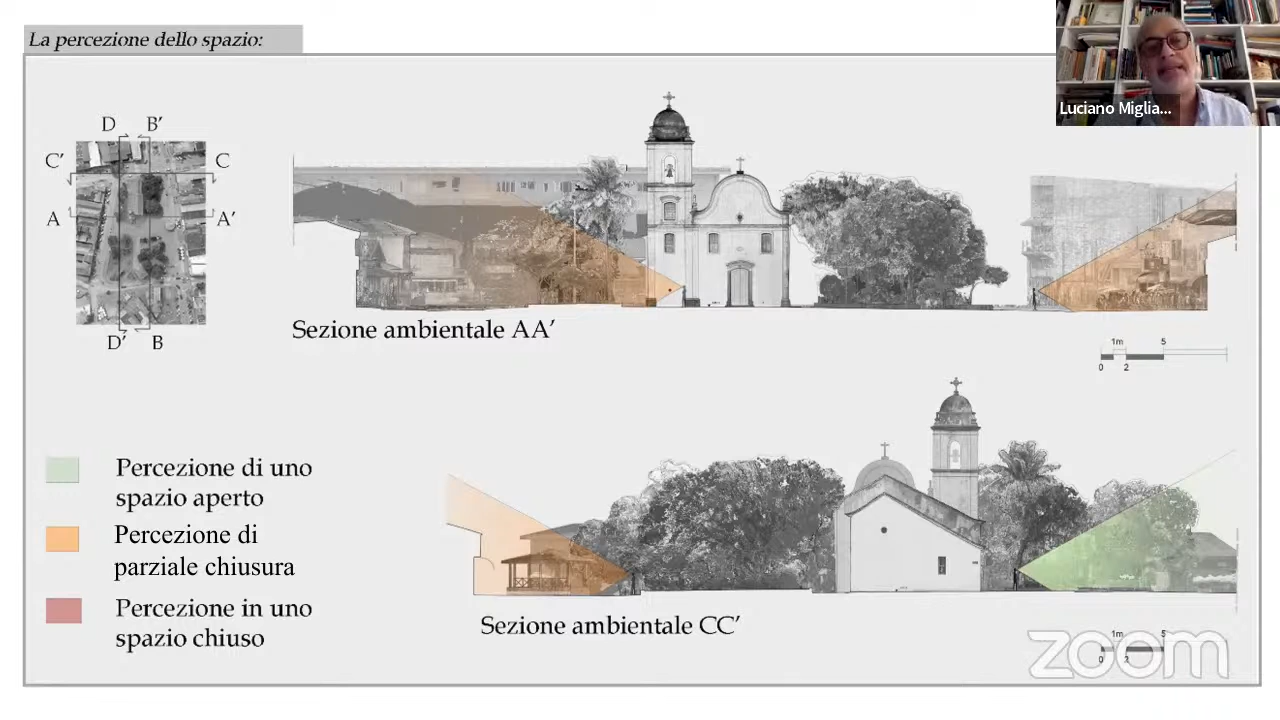 La percezione dello spazio:
Luciano Miglia...
D B’
C’ C
A A’
D’ B
Sezione ambientale AA’
1m 5
0 2
Percezione di uno
spazio aperto
Percezione di
parziale chiusura
Percezione in uno
spazio chiuso
Sezione ambientale CC’
1m 5
0 2
zoom